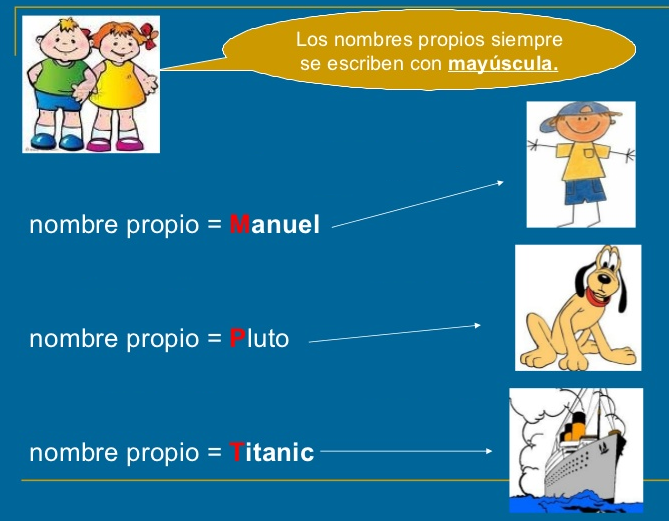 Los nombres propios siempre
se escriben con mayúscula.
nombre propio = Manuel
nombre propio = Pluto
nombre propio = Titanic